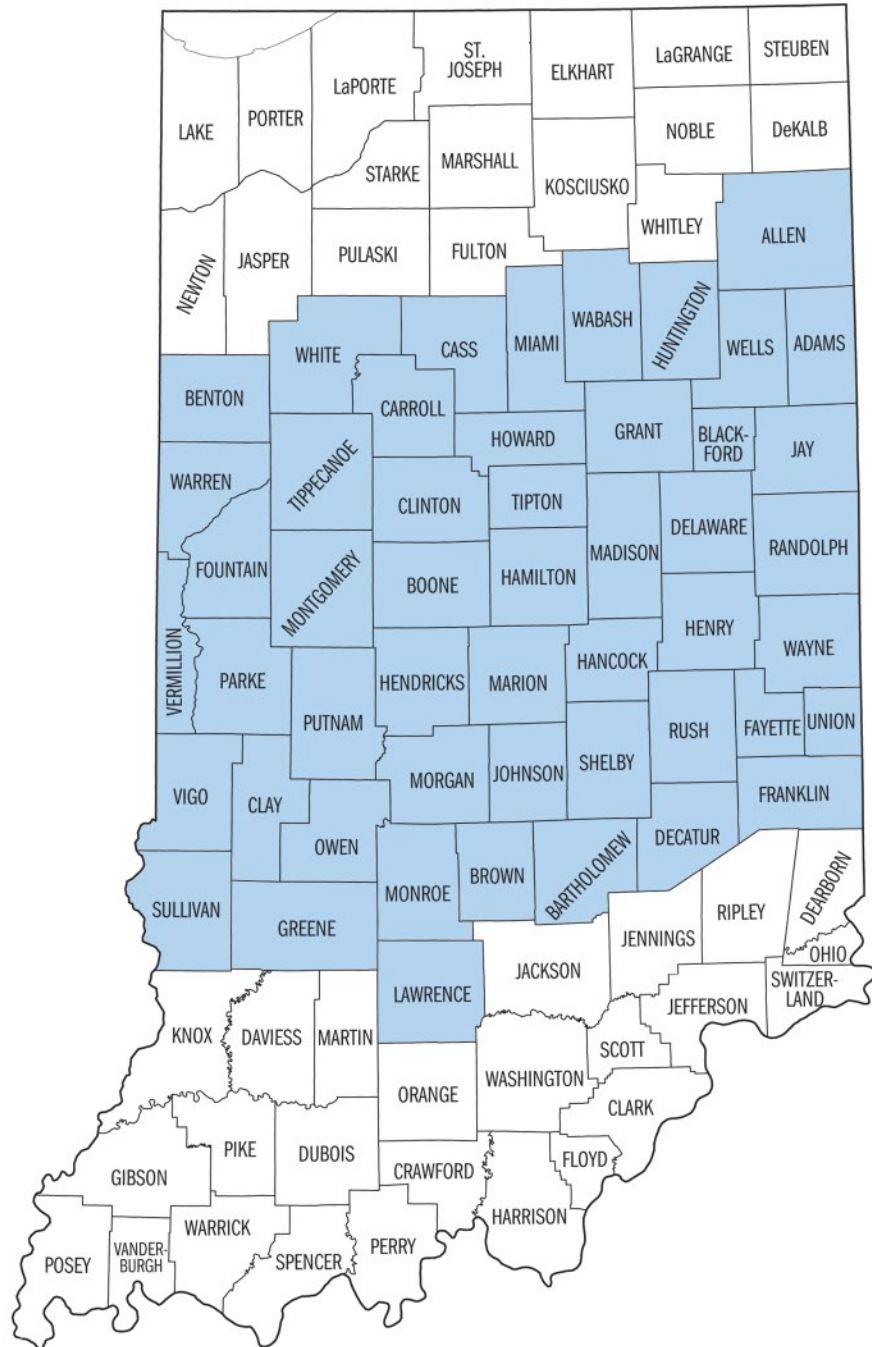 ST.
JOSEPH
LaGRANGE
STEUBEN
ELKHART
LaPORTE
PORTER
LAKE
NOBLE
DeKALB
MARSHALL
STARKE
KOSCIUSKO
WHITLEY
ALLEN
FULTON
PULASKI
JASPER
NEWTON
WABASH
HUNTINGTON
MIAMI
CASS
WHITE
WELLS
ADAMS
BENTON
CARROLL
HOWARD
GRANT
BLACK-
FORD
JAY
WARREN
TIPPECANOE
CLINTON
TIPTON
DELAWARE
MADISON
RANDOLPH
FOUNTAIN
MONTGOMERY
BOONE
HAMILTON
HENRY
WAYNE
VERMILLION
PARKE
HENDRICKS
MARION
HANCOCK
PUTNAM
RUSH
FAYETTE
UNION
MORGAN
JOHNSON
SHELBY
VIGO
CLAY
FRANKLIN
OWEN
DECATUR
MONROE
BROWN
BARTHOLOMEW
DEARBORN
SULLIVAN
GREENE
RIPLEY
JENNINGS
OHIO
JACKSON
SWITZER-
LAND
LAWRENCE
JEFFERSON
KNOX
DAVIESS
MARTIN
SCOTT
WASHINGTON
ORANGE
CLARK
PIKE
DUBOIS
FLOYD
CRAWFORD
GIBSON
HARRISON
WARRICK
PERRY
SPENCER
VANDER-
BURGH
POSEY